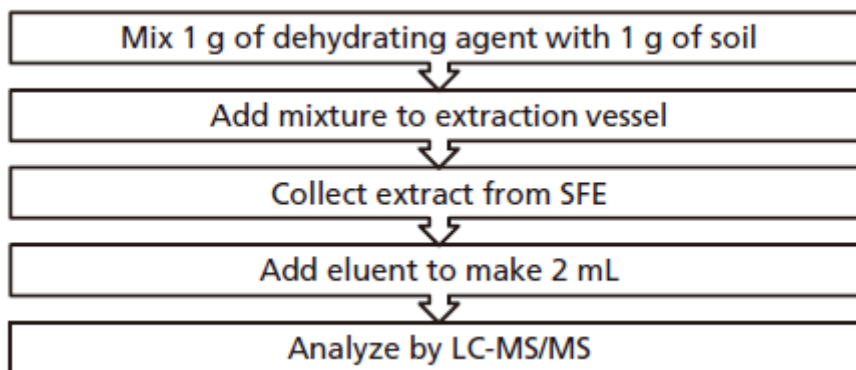 Mix 1 g of dehydrating agent with 1 g of soil
Add mixture to extraction vessel
Collect extract from SFE
Add eluent to make 2 mL
Analyze by LC-MS/MS